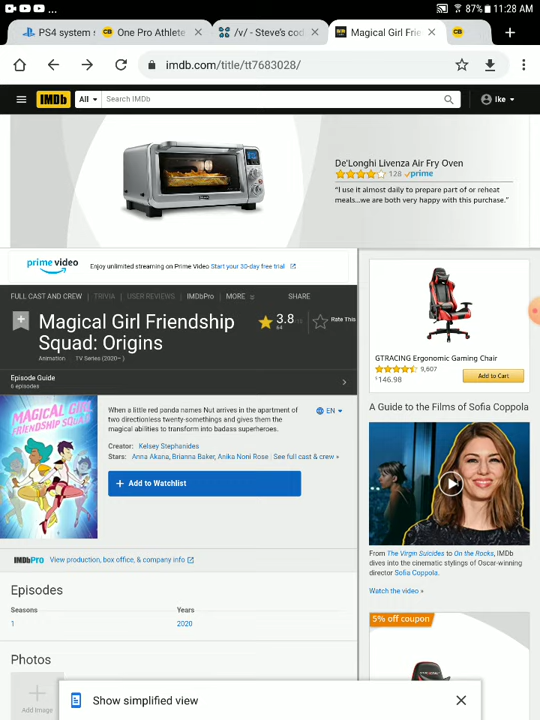 87% 11:28 AM
PS4 system s
One Pro Athlete
/v/ - Steve's cod
Magical Girl Frie
imdb.com/title/tt7683028/
IMDb All Search IMDb Ike
De'Longhi Livenza Air Fry Oven
128 prime
"I use it almost daily to prepare part of or reheat
meals...we are both very happy with this purchase."
prime video Enjoy unlimited streaming on Prime Video Start your 30-day free trial
FULL CAST AND CREW | TRIVIA | USER REVIEWS | IMDbPro | MORE SHARE
Magical Girl Friendship
Squad: Origins
3.8/10
64
Rate This
Animation | TV Series (2020– )
Episode Guide
6 episodes
MAGICAL GIRL
FRIENDSHIP
SQUAD
When a little red panda names Nut arrives in the apartment of
two directionless twenty-somethings and gives them the
magical abilities to transform into badass superheroes.
EN
Creator: Kelsey Stephanides
Stars: Anna Akana, Brianna Baker, Anika Noni Rose | See full cast & crew »
+ Add to Watchlist
IMDbPro View production, box office, & company info
Episodes
Seasons Years
1 2020
Photos
Add Image
GTRACING Ergonomic Gaming Chair
9,607
$146.98 Add to Cart
A Guide to the Films of Sofia Coppola
From The Virgin Suicides to On the Rocks, IMDb
dives into the cinematic stylings of Oscar-winning
director Sofia Coppola.
Watch the video »
5% off coupon
Show simplified view